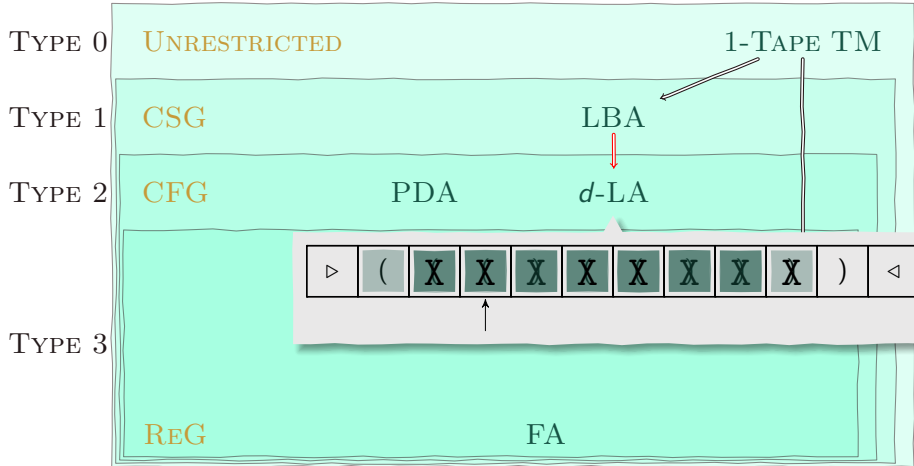 TYPE 0 UNRESTRICTED 1-TAPE TM
TYPE 1 CSG LBA
TYPE 2 CFG PDA d-LA
▷ ( X X X X X X X X ) ◁
TYPE 3
REG FA